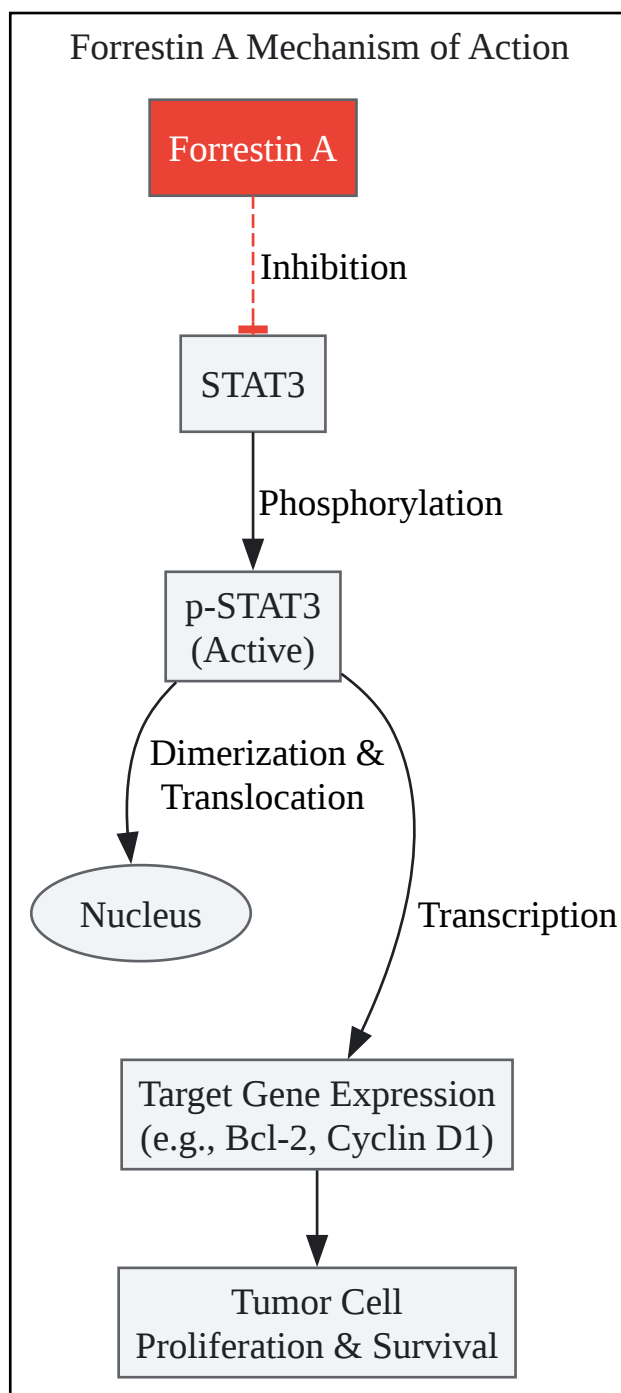 Forrestin A Mechanism of Action
Forrestin A
Inhibition
STAT3
Phosphorylation
p-STAT3
(Active)
Dimerization &
Translocation
Nucleus
Transcription
Target Gene Expression
(e.g., Bcl-2, Cyclin D1)
Tumor Cell
Proliferation & Survival